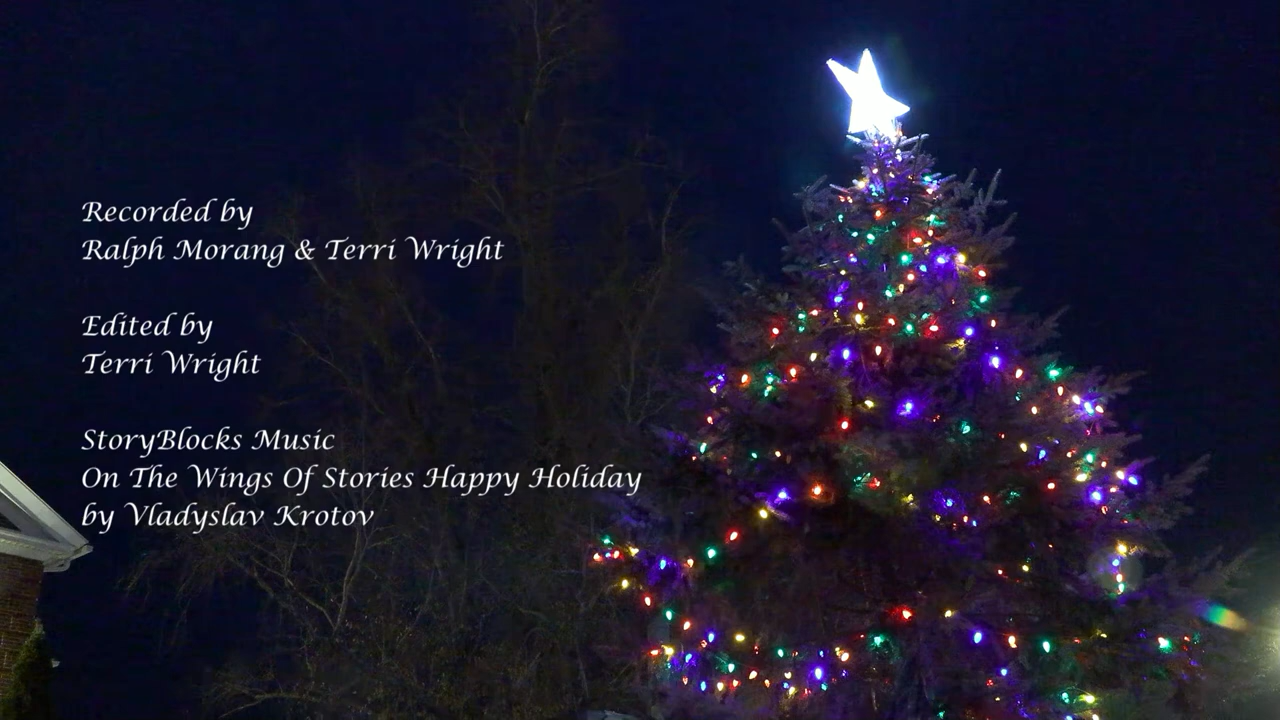 Recorded by
Ralph Morang & Terri Wright
Edited by
Terri Wright
StoryBlocks Music
On The Wings Of Stories Happy Holiday
by Vladyslav Krotov